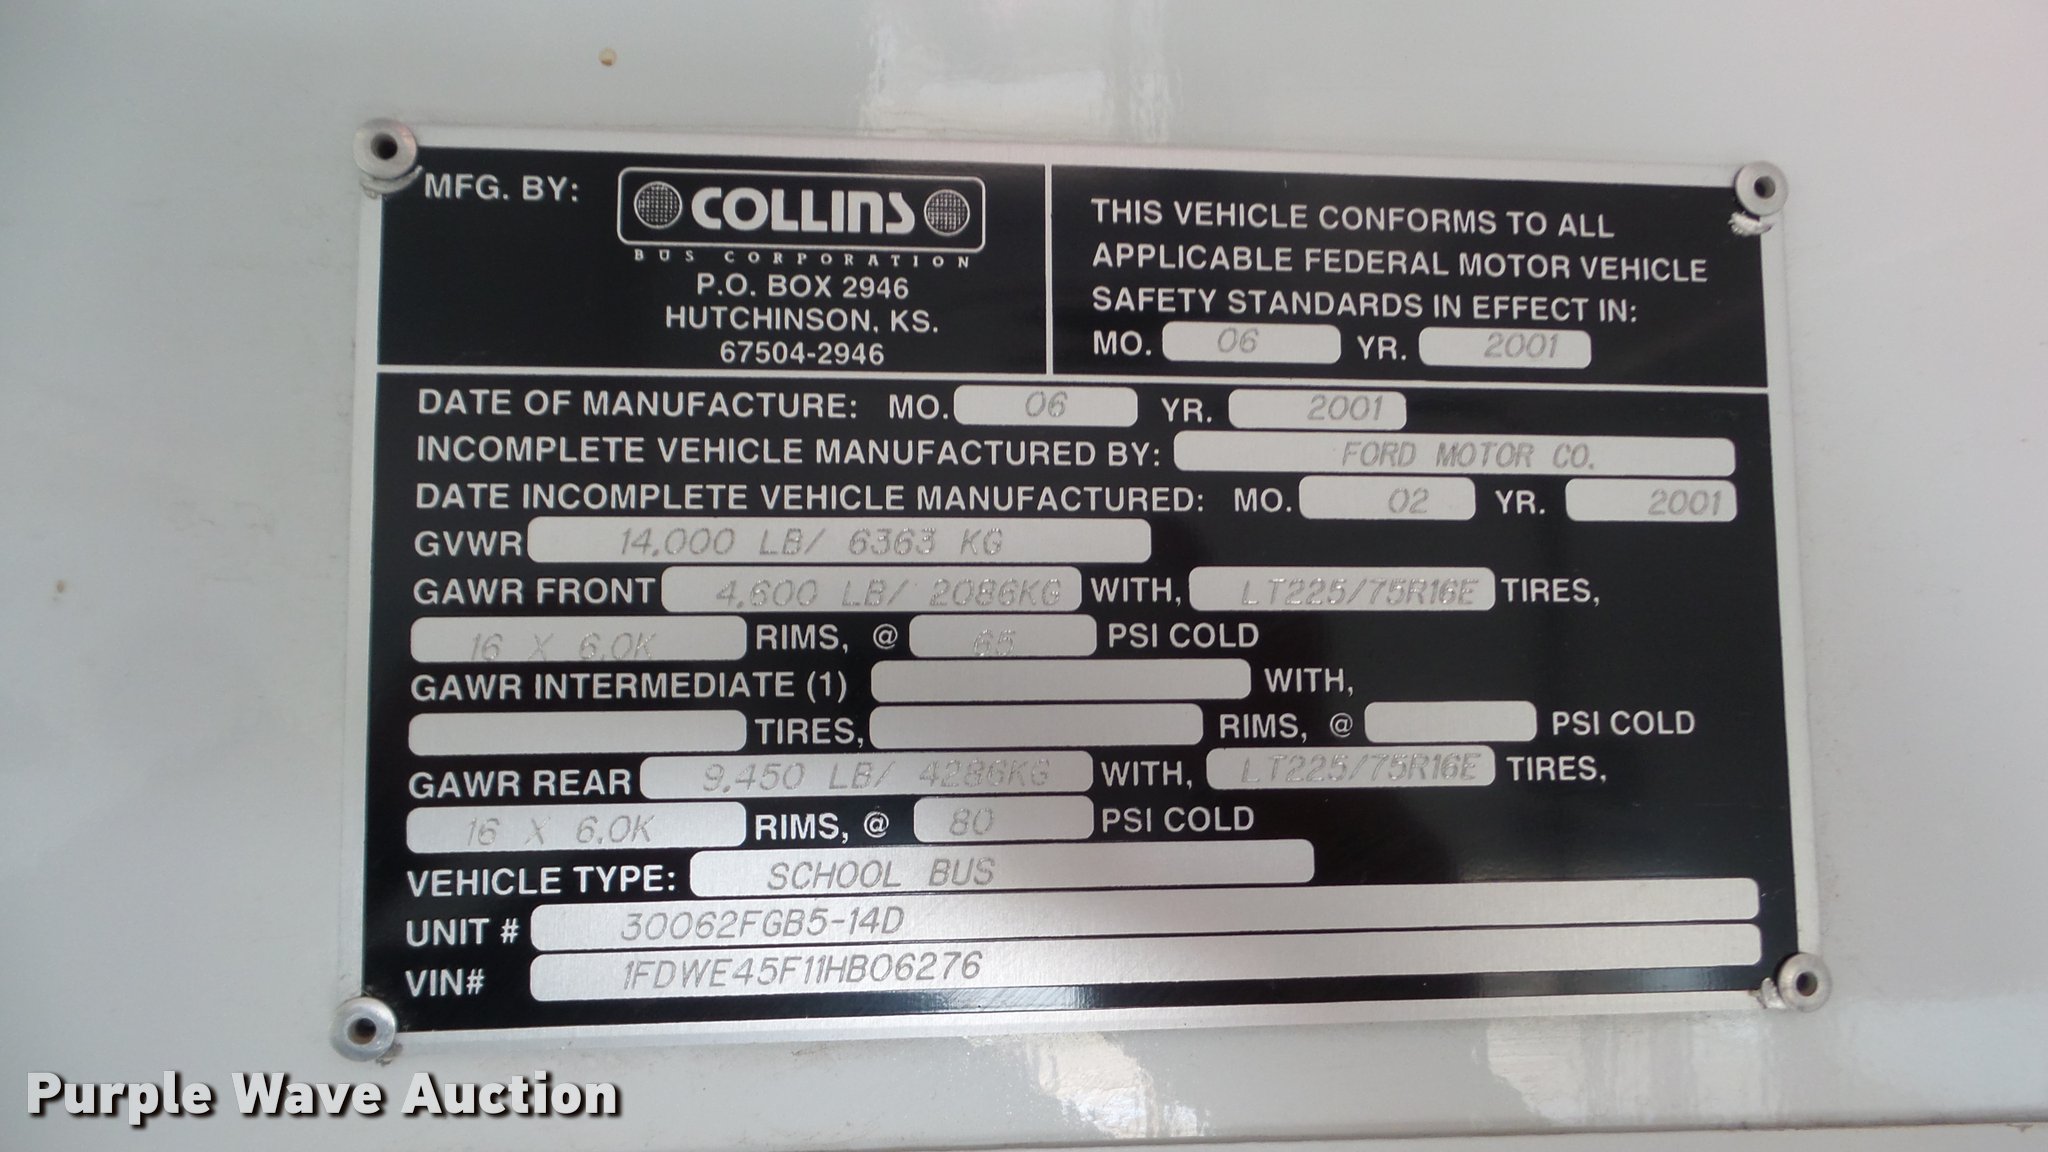 MFG. BY:
COLLINS
BUS CORPORATION
P.O. BOX 2946
HUTCHINSON, KS.
67504-2946
THIS VEHICLE CONFORMS TO ALL
APPLICABLE FEDERAL MOTOR VEHICLE
SAFETY STANDARDS IN EFFECT IN:
MO. 06 YR. 2001
DATE OF MANUFACTURE: MO. 06 YR. 2001
INCOMPLETE VEHICLE MANUFACTURED BY: FORD MOTOR CO.
DATE INCOMPLETE VEHICLE MANUFACTURED: MO. 02 YR. 2001
GVWR 14,000 LB/ 6363 KG
GAWR FRONT 4,600 LB/ 2086KG WITH, LT225/75R16E TIRES,
16 X 6.0K RIMS, @ 65 PSI COLD
GAWR INTERMEDIATE (1) WITH,
TIRES, RIMS, @ PSI COLD
GAWR REAR 9,450 LB/ 4286KG WITH, LT225/75R16E TIRES,
16 X 6.0K RIMS, @ 80 PSI COLD
VEHICLE TYPE: SCHOOL BUS
UNIT # 30062FGB5-14D
VIN# 1FDWE45F11HB06276
Purple Wave Auction